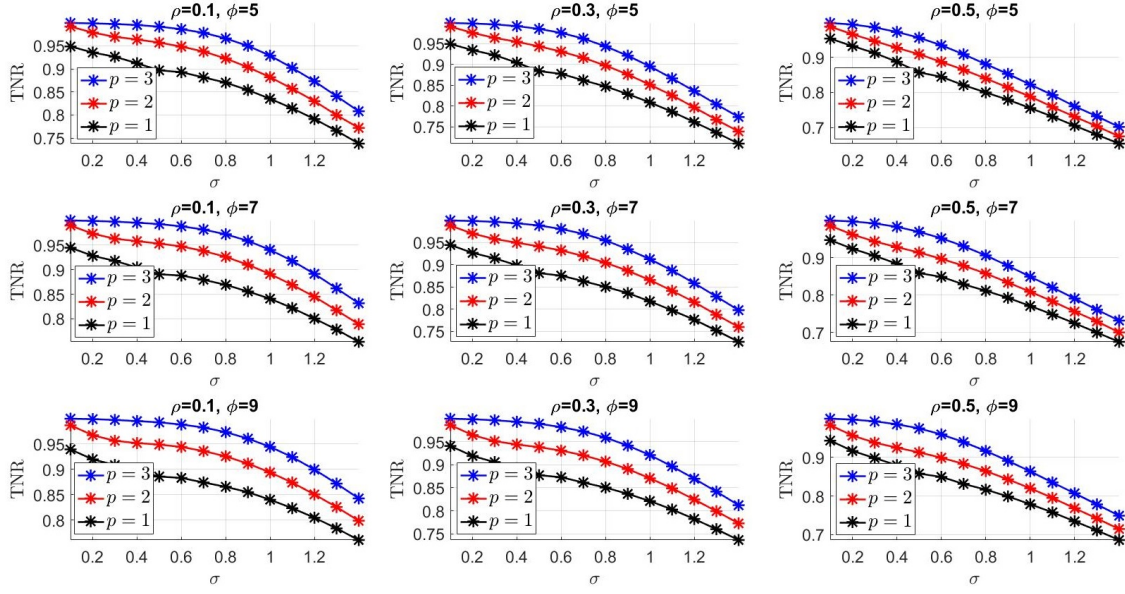 ρ=0.1, ϕ=5
TNR
0.95
0.9
0.85
0.8
0.75
p = 3
p = 2
p = 1
0.2 0.4 0.6 0.8 1 1.2
σ
ρ=0.3, ϕ=5
TNR
0.95
0.9
0.85
0.8
0.75
p = 3
p = 2
p = 1
0.2 0.4 0.6 0.8 1 1.2
σ
ρ=0.5, ϕ=5
TNR
0.9
0.8
0.7
p = 3
p = 2
p = 1
0.2 0.4 0.6 0.8 1 1.2
σ
ρ=0.1, ϕ=7
TNR
0.95
0.9
0.85
0.8
p = 3
p = 2
p = 1
0.2 0.4 0.6 0.8 1 1.2
σ
ρ=0.3, ϕ=7
TNR
0.95
0.9
0.85
0.8
0.75
p = 3
p = 2
p = 1
0.2 0.4 0.6 0.8 1 1.2
σ
ρ=0.5, ϕ=7
TNR
0.9
0.8
0.7
p = 3
p = 2
p = 1
0.2 0.4 0.6 0.8 1 1.2
σ
ρ=0.1, ϕ=9
TNR
0.95
0.9
0.85
0.8
p = 3
p = 2
p = 1
0.2 0.4 0.6 0.8 1 1.2
σ
ρ=0.3, ϕ=9
TNR
0.95
0.9
0.85
0.8
0.75
p = 3
p = 2
p = 1
0.2 0.4 0.6 0.8 1 1.2
σ
ρ=0.5, ϕ=9
TNR
0.9
0.8
0.7
p = 3
p = 2
p = 1
0.2 0.4 0.6 0.8 1 1.2
σ